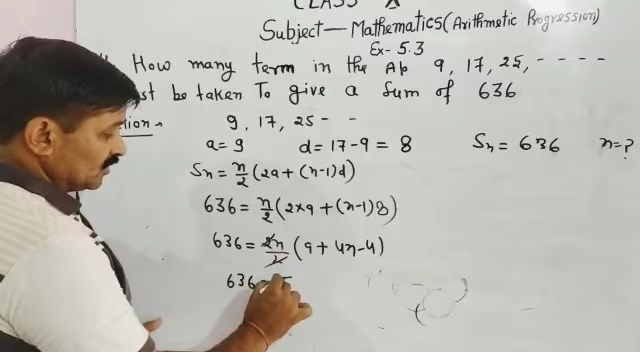 CLASS X
Subject - Mathematics (Arithmetic Progression)
Ex- 5.3
How many term in the Ap 9, 17, 25, - - - -
be taken To give a Sum of 636
9, 17, 25 - -
a = 9 d = 17-9 = 8 Sn = 636 n = ?
Sn = n/2 (2a + (n-1)d)
636 = n/2 (2×9 + (n-1)8)
636 = 2n/2 (9 + 4n - 4)
636 =